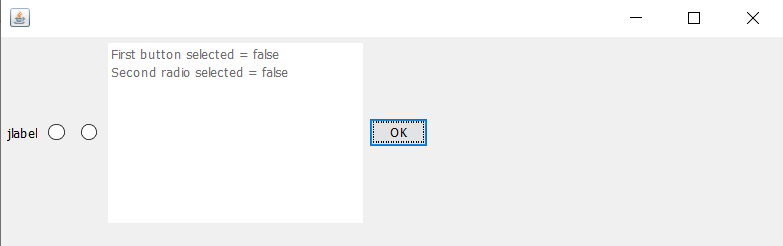 First button selected = false
Second radio selected = false
jlabel
OK